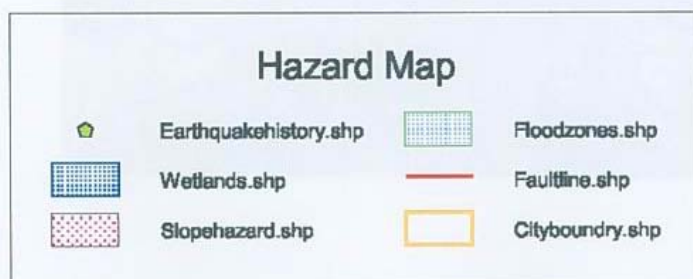 Hazard Map
Earthquakehistory.shp
Floodzones.shp
Wetlands.shp
Faultline.shp
Slopehazard.shp
Cityboundry.shp